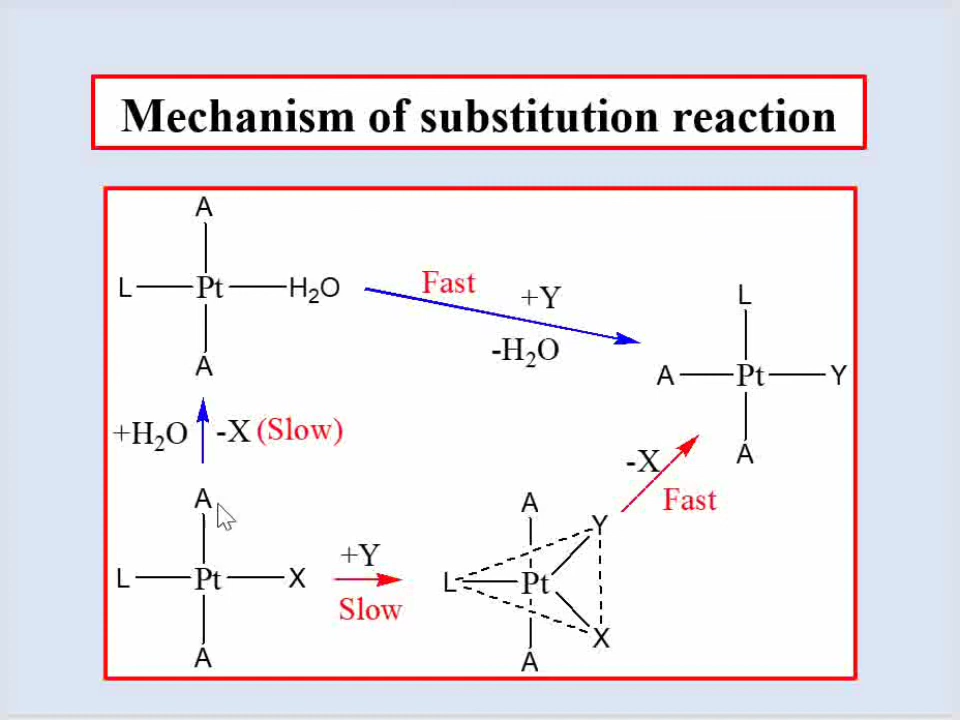 Mechanism of substitution reaction
A
L Pt H₂O
A
Fast
+Y
-H₂O
L
A Pt Y
A
+H₂O -X (Slow)
A
L Pt X
A
+Y
Slow
A
Y
L Pt
X
A
-X
Fast